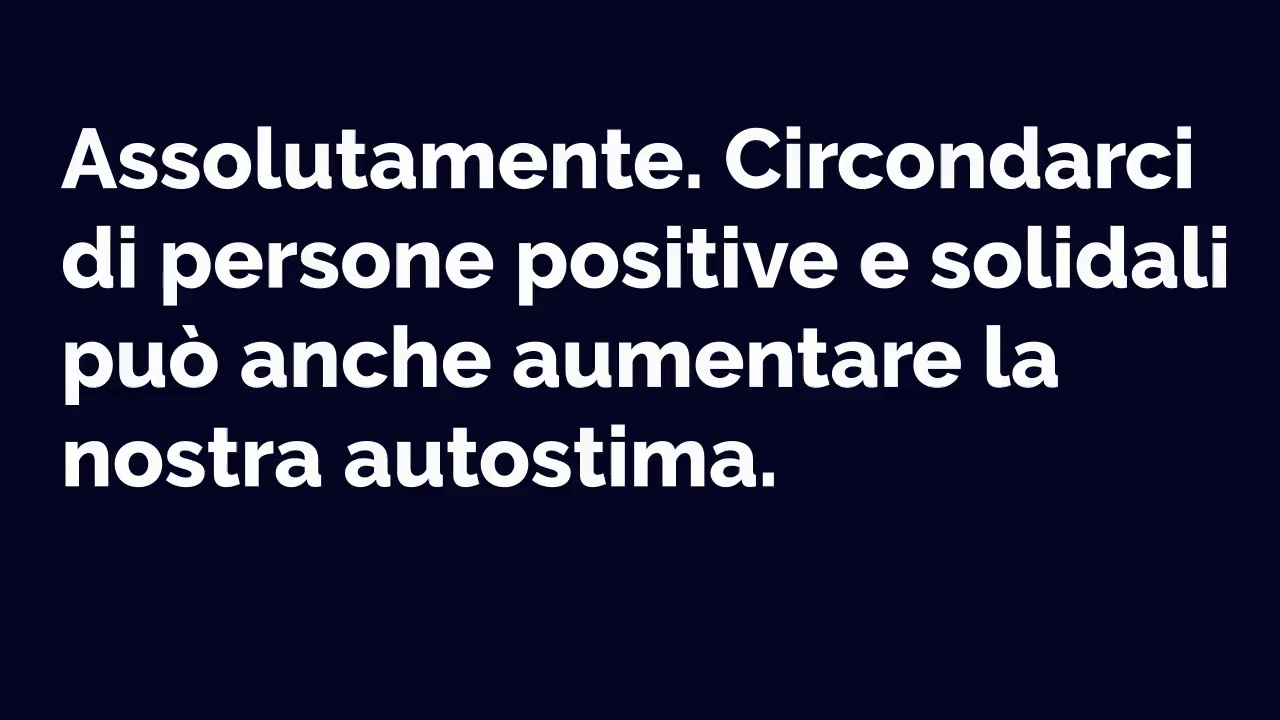 Assolutamente. Circondarci
di persone positive e solidali
può anche aumentare la
nostra autostima.